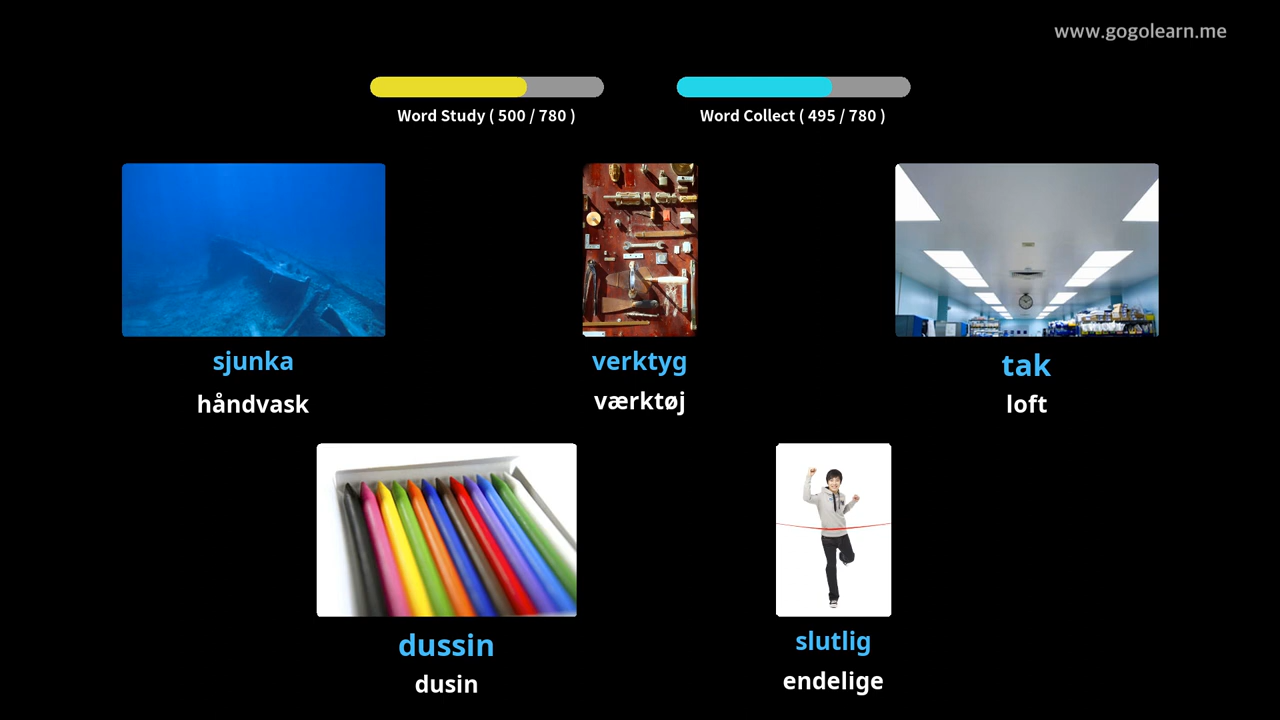 www.gogolearn.me
Word Study ( 500 / 780 )
Word Collect ( 495 / 780 )
sjunka
håndvask
verktyg
værktøj
tak
loft
dussin
dusin
slutlig
endelige